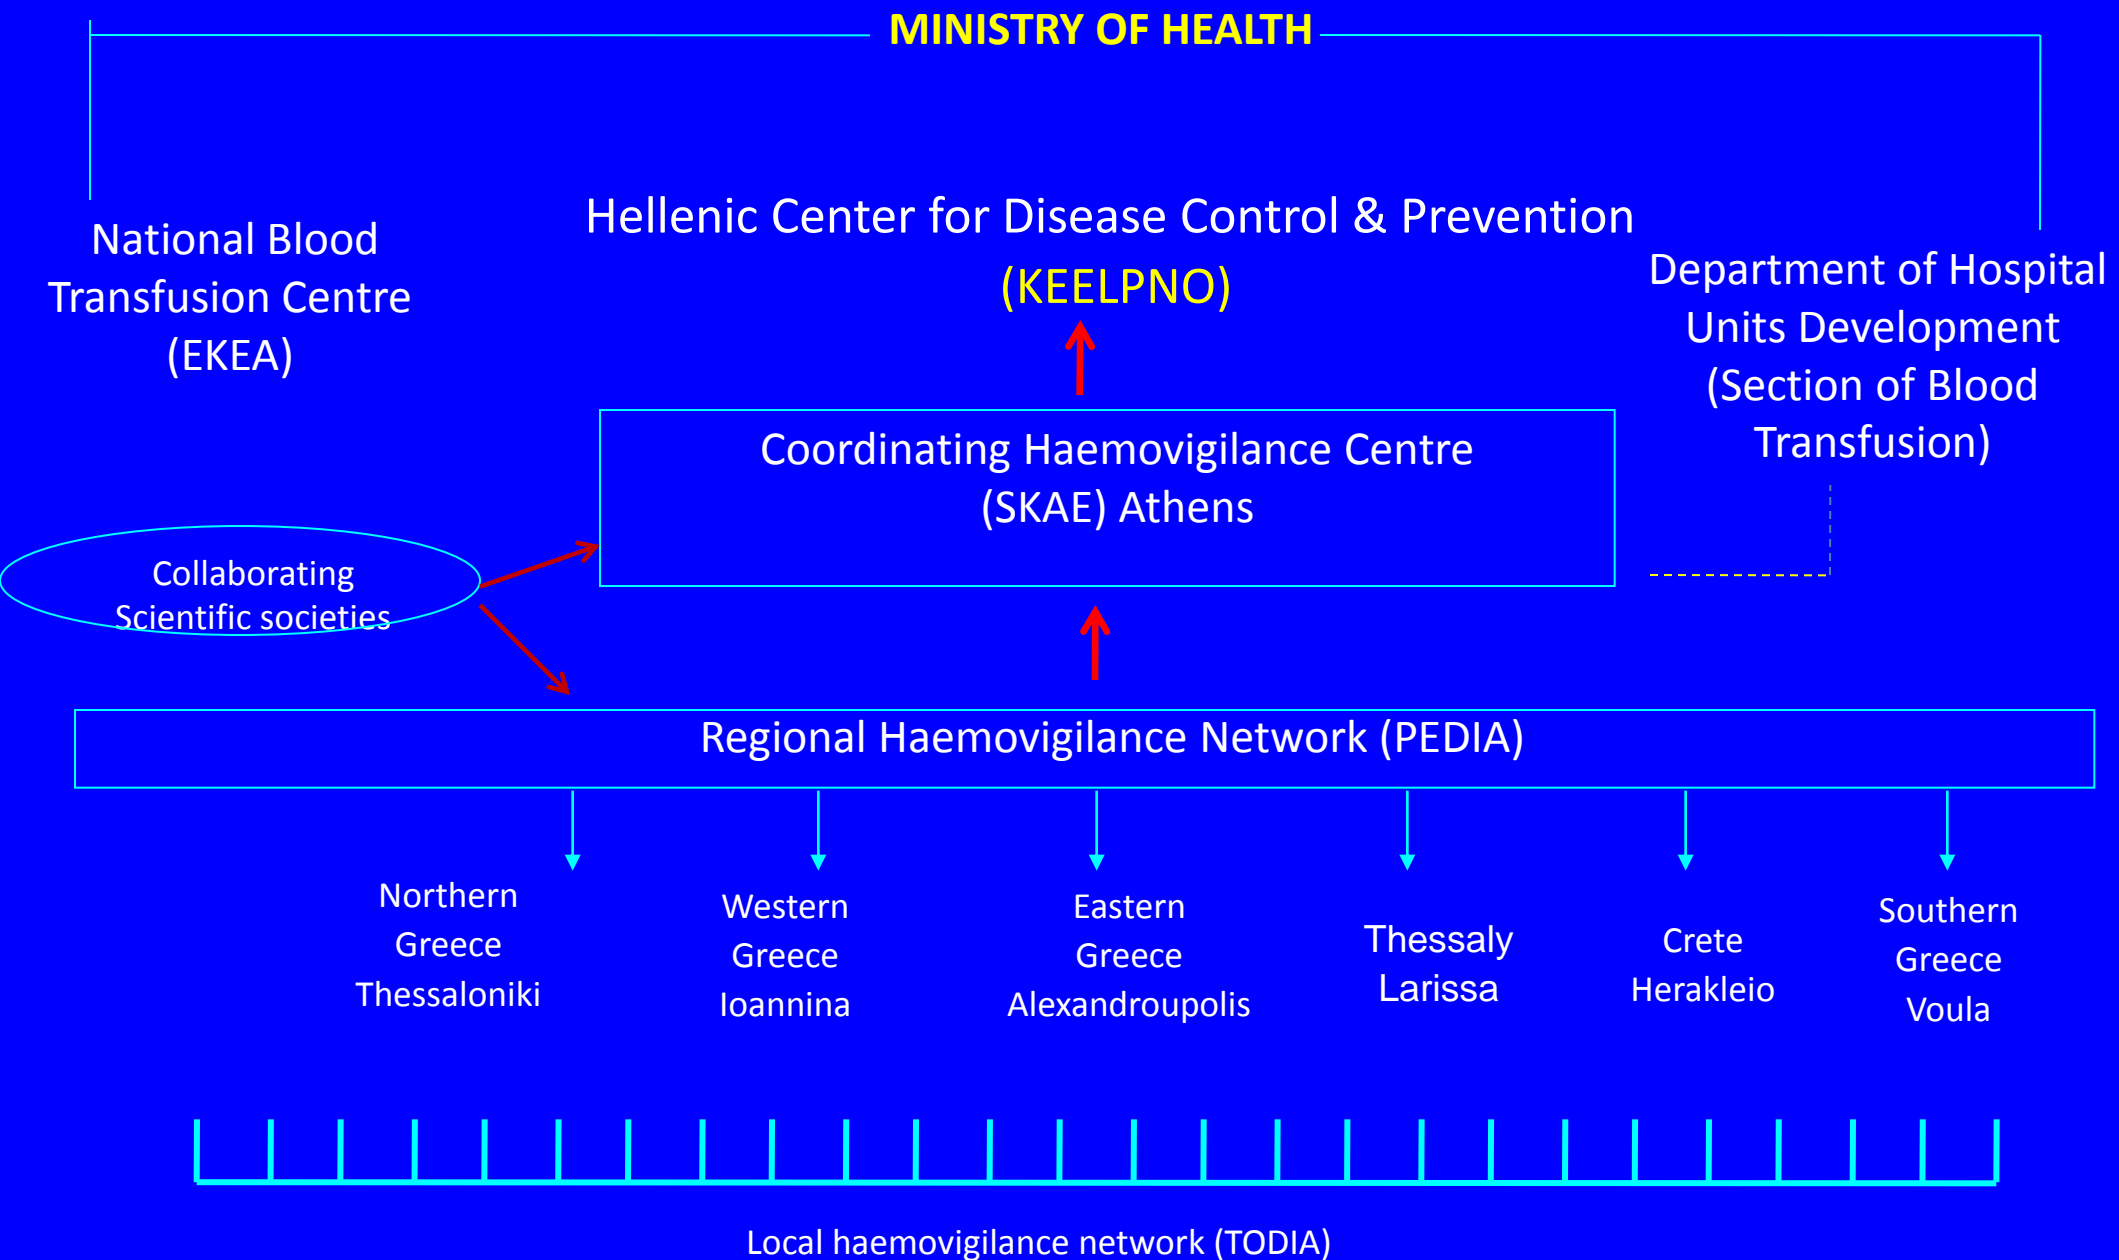 MINISTRY OF HEALTH
National Blood
Transfusion Centre
(EKEA)
Hellenic Center for Disease Control & Prevention
(KEELPNO)
Department of Hospital
Units Development
(Section of Blood
Transfusion)
Coordinating Haemovigilance Centre
(SKAE) Athens
Collaborating
Scientific societies
Regional Haemovigilance Network (PEDIA)
Northern
Greece
Thessaloniki
Western
Greece
Ioannina
Eastern
Greece
Alexandroupolis
Thessaly
Larissa
Crete
Herakleio
Southern
Greece
Voula
Local haemovigilance network (TODIA)